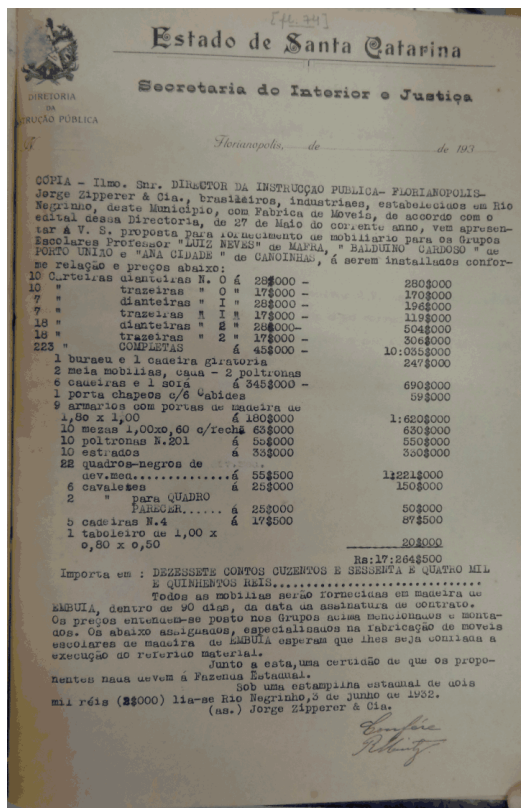 [fl. 74]
Estado de Santa Catarina
Secretaria do Interior e Justiça
DIRETORIA
DA
INSTRUÇÃO PÚBLICA
Florianopolis, de de 193
COPIA - Ilmo. Snr. DIRECTOR DA INSTRUCÇAO PUBLICA- FLORIANOPOLIS-
Jorge Zipperer & Cia., brasileiros, industriaes, estabelecidos em Rio
Negrinho, deste Municipio, com Fabrica de Moveis, de accordo com o
edital dessa Directoria, de 27 de Maio do corrente anno, vem apresen-
tar á V. S. proposta para fornecimento de mobiliario para os Grupos
Escolares Professor "LUIZ NEVES" de MAFRA, " BALDUINO CARDOSO " de
PORTO UNIAO e "ANA CIDADE " de CANOINHAS, á serem installados confor-
me relação e preços abaixo:
10 Carteiras dianteiras N. O á 28$000 - 280$000
10 " trazeiras " O " 17$000 - 170$000
7 " dianteiras " I " 28$000 - 196$000
7 " trazeiras " I " 17$000 - 119$000
18 " dianteiras " 2 " 28$000- 504$000
18 " trazeiras " 2 " 17$000 - 306$000
223 " COMPLETAS á 45$000 - 10:035$000
1 bureau e 1 cadeira giratoria 247$000
2 meia mobilias, cada - 2 poltronas
6 cadeiras e 1 sofá á 345$000 - 690$000
1 porta chapeos c/6 Cabides 59$000
9 armarios com portas de madeira de
1,80 x 1,00 á 180$000 1:620$000
10 mezas 1,00x0,60 c/fecha 63$000 630$000
10 poltronas N.201 á 55$000 550$000
10 estrados á 33$000 330$000
22 quadros-negros de
dev.med...............á 55$500 1:221$000
6 cavaletes á 25$000 150$000
2 " para QUADRO
PARECER...... á 25$000 50$000
5 cadeiras N.4 á 17$500 87$500
1 taboleiro de 1,00 x
0,80 x 0,50 20$000
Rs:17:264$500
Importa em : DEZESSETE CONTOS CUZENTOS E SESSENTA E QUATRO MIL
E QUINHENTOS REIS..............................
Todos as mobilias serão fornecidas em madeira de
EMBUIA, dentro de 90 dias, da data da assinatura de contrato.
Os preços entendem-se posto nos Grupos acima mencionados e monta-
dos. Os abaixo assignados, especialisados na fabricação de moveis
escolares de madeira de EMBUIA esperam que lhes seja confiada a
execução do referido material.
Junto a esta,uma certidão de que os propo-
nentes nada devem á Fazenda Estadual.
Sob uma estampilha estadual de dois
mil réis (2$000) lia-se Rio Negrinho,3 de junho de 1932.
(as.) Jorge Zipperer & Cia.
Confére